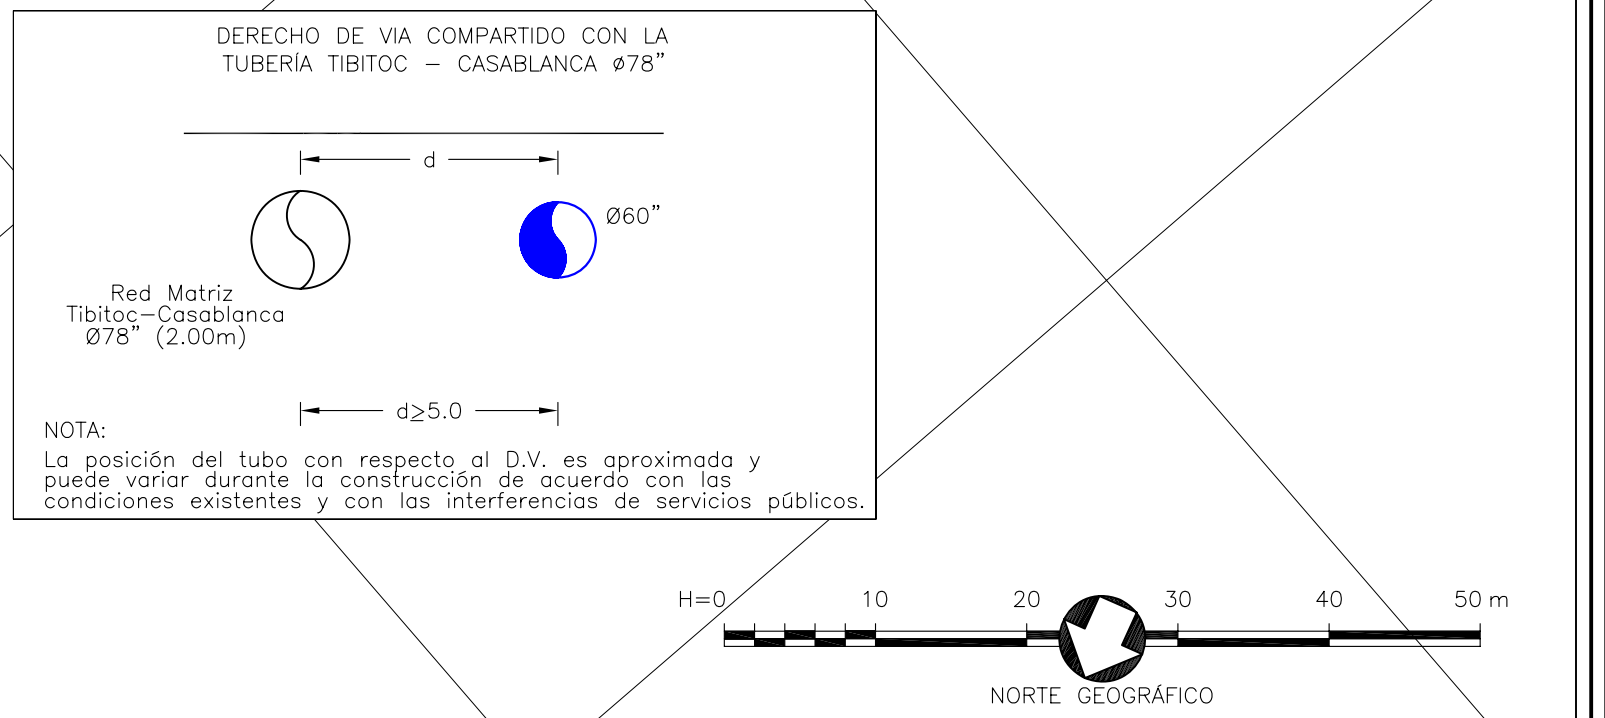 DERECHO DE VIA COMPARTIDO CON LA
TUBERÍA TIBITOC – CASABLANCA ø78"
d
Ø60"
Red Matriz
Tibitoc–Casablanca
Ø78" (2.00m)
d≥5.0
NOTA:
La posición del tubo con respecto al D.V. es aproximada y
puede variar durante la construcción de acuerdo con las
condiciones existentes y con las interferencias de servicios públicos.
H=0 10 20 30 40 50 m
NORTE GEOGRÁFICO